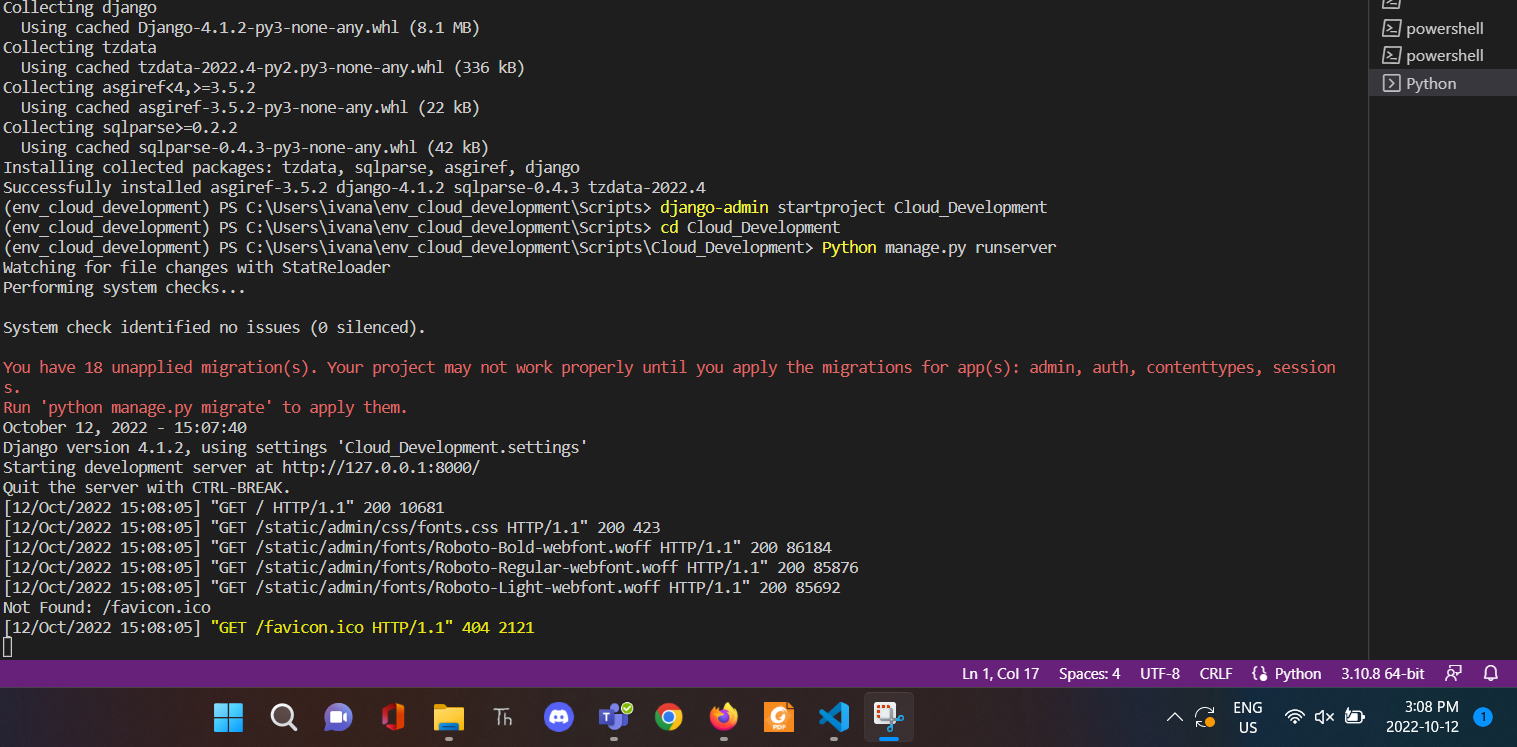 Collecting django
  Using cached Django-4.1.2-py3-none-any.whl (8.1 MB)
Collecting tzdata
  Using cached tzdata-2022.4-py2.py3-none-any.whl (336 kB)
Collecting asgiref<4,>=3.5.2
  Using cached asgiref-3.5.2-py3-none-any.whl (22 kB)
Collecting sqlparse>=0.2.2
  Using cached sqlparse-0.4.3-py3-none-any.whl (42 kB)
Installing collected packages: tzdata, sqlparse, asgiref, django
Successfully installed asgiref-3.5.2 django-4.1.2 sqlparse-0.4.3 tzdata-2022.4
(env_cloud_development) PS C:\Users\ivana\env_cloud_development\Scripts> django-admin startproject Cloud_Development
(env_cloud_development) PS C:\Users\ivana\env_cloud_development\Scripts> cd Cloud_Development
(env_cloud_development) PS C:\Users\ivana\env_cloud_development\Scripts\Cloud_Development> Python manage.py runserver
Watching for file changes with StatReloader
Performing system checks...

System check identified no issues (0 silenced).

You have 18 unapplied migration(s). Your project may not work properly until you apply the migrations for app(s): admin, auth, contenttypes, session
s.
Run 'python manage.py migrate' to apply them.
October 12, 2022 - 15:07:40
Django version 4.1.2, using settings 'Cloud_Development.settings'
Starting development server at http://127.0.0.1:8000/
Quit the server with CTRL-BREAK.
[12/Oct/2022 15:08:05] "GET / HTTP/1.1" 200 10681
[12/Oct/2022 15:08:05] "GET /static/admin/css/fonts.css HTTP/1.1" 200 423
[12/Oct/2022 15:08:05] "GET /static/admin/fonts/Roboto-Bold-webfont.woff HTTP/1.1" 200 86184
[12/Oct/2022 15:08:05] "GET /static/admin/fonts/Roboto-Regular-webfont.woff HTTP/1.1" 200 85876
[12/Oct/2022 15:08:05] "GET /static/admin/fonts/Roboto-Light-webfont.woff HTTP/1.1" 200 85692
Not Found: /favicon.ico
[12/Oct/2022 15:08:05] "GET /favicon.ico HTTP/1.1" 404 2121
powershell
powershell
Python
Ln 1, Col 17 Spaces: 4 UTF-8 CRLF Python 3.10.8 64-bit
Th
PDF
ENG
US
3:08 PM
2022-10-12
1